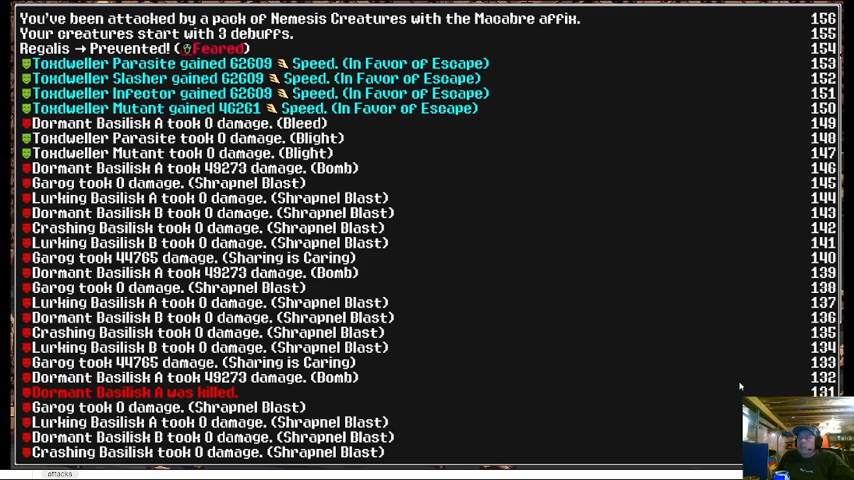 You've been attacked by a pack of Nemesis Creatures with the Macabre affix. 156
Your creatures start with 3 debuffs. 155
Regalis → Prevented! (Feared) 154
Toxdweller Parasite gained 62609 Speed. (In Favor of Escape) 153
Toxdweller Slasher gained 62609 Speed. (In Favor of Escape) 152
Toxdweller Infector gained 62609 Speed. (In Favor of Escape) 151
Toxdweller Mutant gained 46261 Speed. (In Favor of Escape) 150
Dormant Basilisk A took 0 damage. (Bleed) 149
Toxdweller Parasite took 0 damage. (Blight) 148
Toxdweller Mutant took 0 damage. (Blight) 147
Dormant Basilisk A took 49273 damage. (Bomb) 146
Garog took 0 damage. (Shrapnel Blast) 145
Lurking Basilisk A took 0 damage. (Shrapnel Blast) 144
Dormant Basilisk B took 0 damage. (Shrapnel Blast) 143
Crashing Basilisk took 0 damage. (Shrapnel Blast) 142
Lurking Basilisk B took 0 damage. (Shrapnel Blast) 141
Garog took 44765 damage. (Sharing is Caring) 140
Dormant Basilisk A took 49273 damage. (Bomb) 139
Garog took 0 damage. (Shrapnel Blast) 138
Lurking Basilisk A took 0 damage. (Shrapnel Blast) 137
Dormant Basilisk B took 0 damage. (Shrapnel Blast) 136
Crashing Basilisk took 0 damage. (Shrapnel Blast) 135
Lurking Basilisk B took 0 damage. (Shrapnel Blast) 134
Garog took 44765 damage. (Sharing is Caring) 133
Dormant Basilisk A took 49273 damage. (Bomb) 132
Dormant Basilisk A was killed. 131
Garog took 0 damage. (Shrapnel Blast)
Lurking Basilisk A took 0 damage. (Shrapnel Blast)
Dormant Basilisk B took 0 damage. (Shrapnel Blast)
Crashing Basilisk took 0 damage. (Shrapnel Blast)
attacks